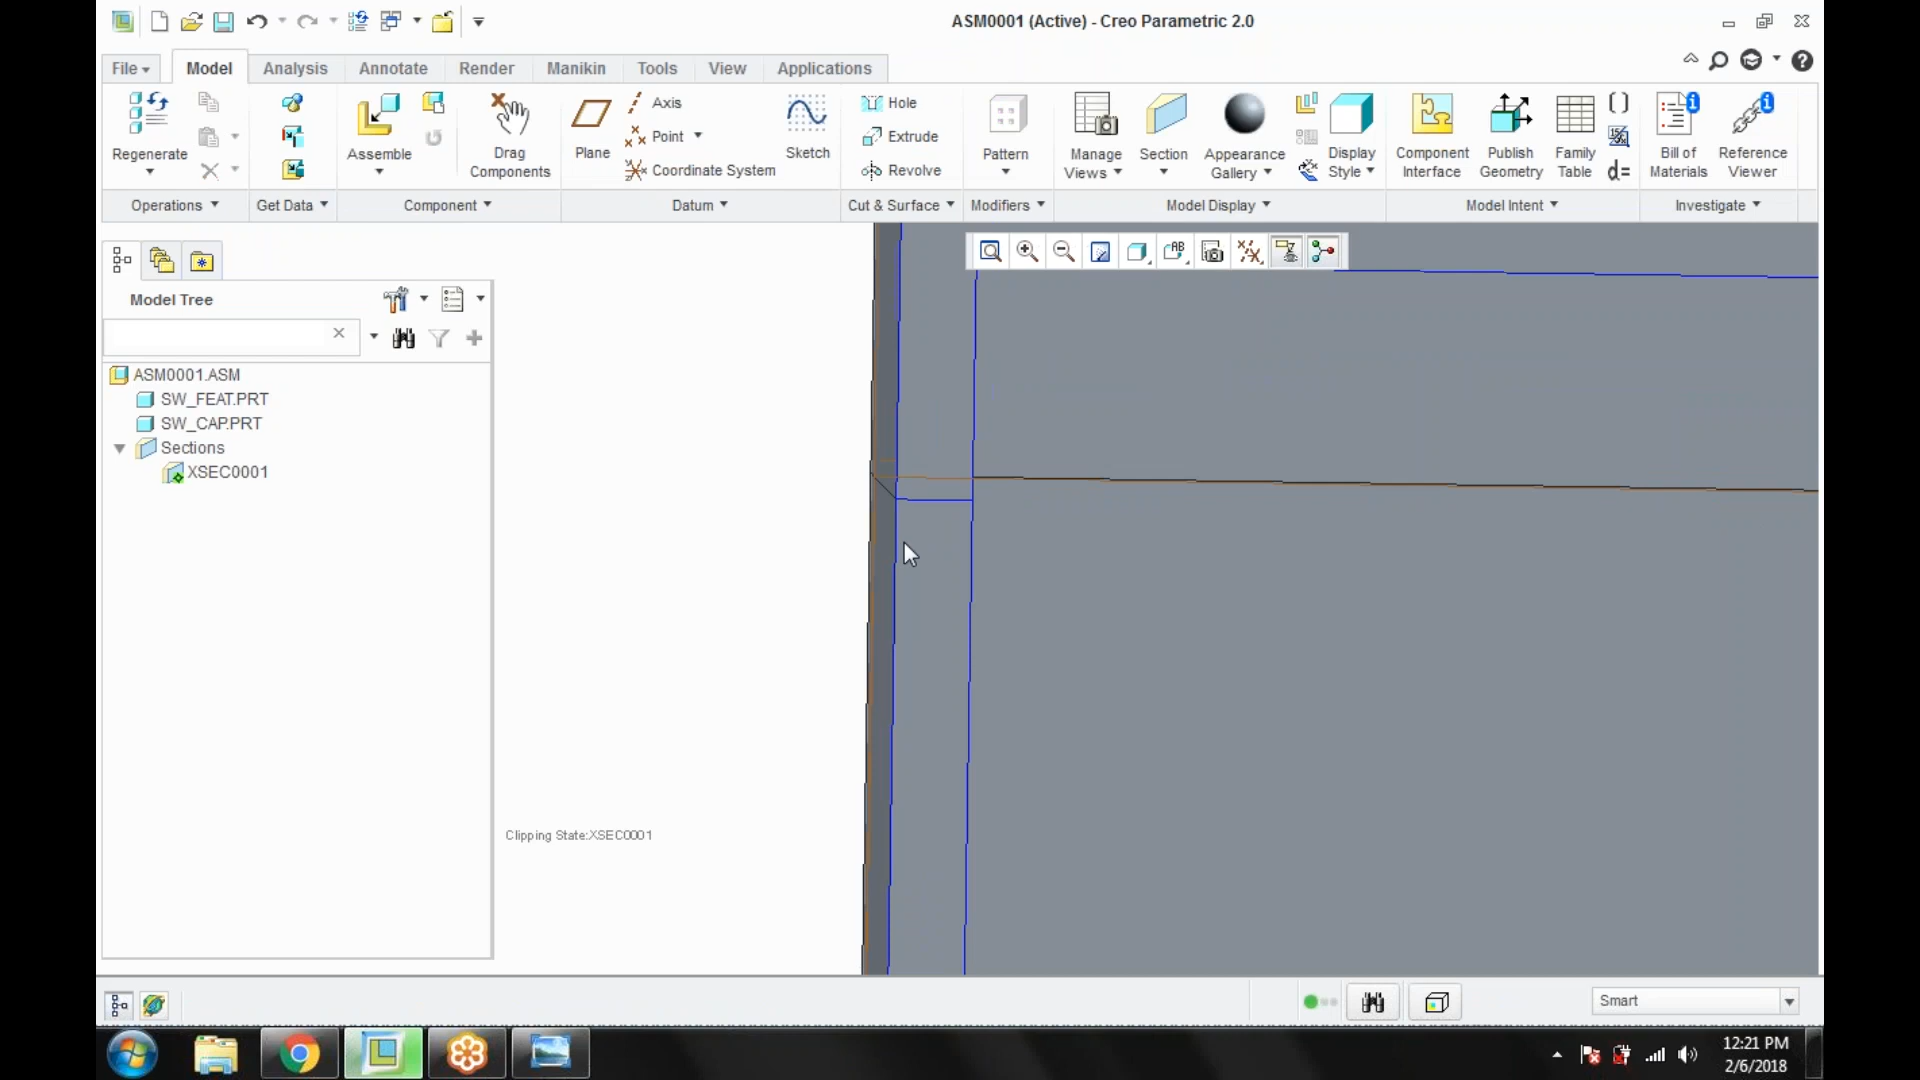 ASM0001 (Active) - Creo Parametric 2.0
File Model Analysis Annotate Render Manikin Tools View Applications
Regenerate
Assemble
Drag
Components
Plane
Axis
Point
Coordinate System
Sketch
Hole
Extrude
Revolve
Pattern
Manage
Views
Section
Appearance
Gallery
Display
Style
Component
Interface
Publish
Geometry
Family
Table
d=
Bill of
Materials
Reference
Viewer
Operations Get Data Component Datum Cut & Surface Modifiers Model Display Model Intent Investigate
Model Tree
ASM0001.ASM
SW_FEAT.PRT
SW_CAP.PRT
Sections
XSEC0001
Clipping State:XSEC0001
Smart
12:21 PM
2/6/2018